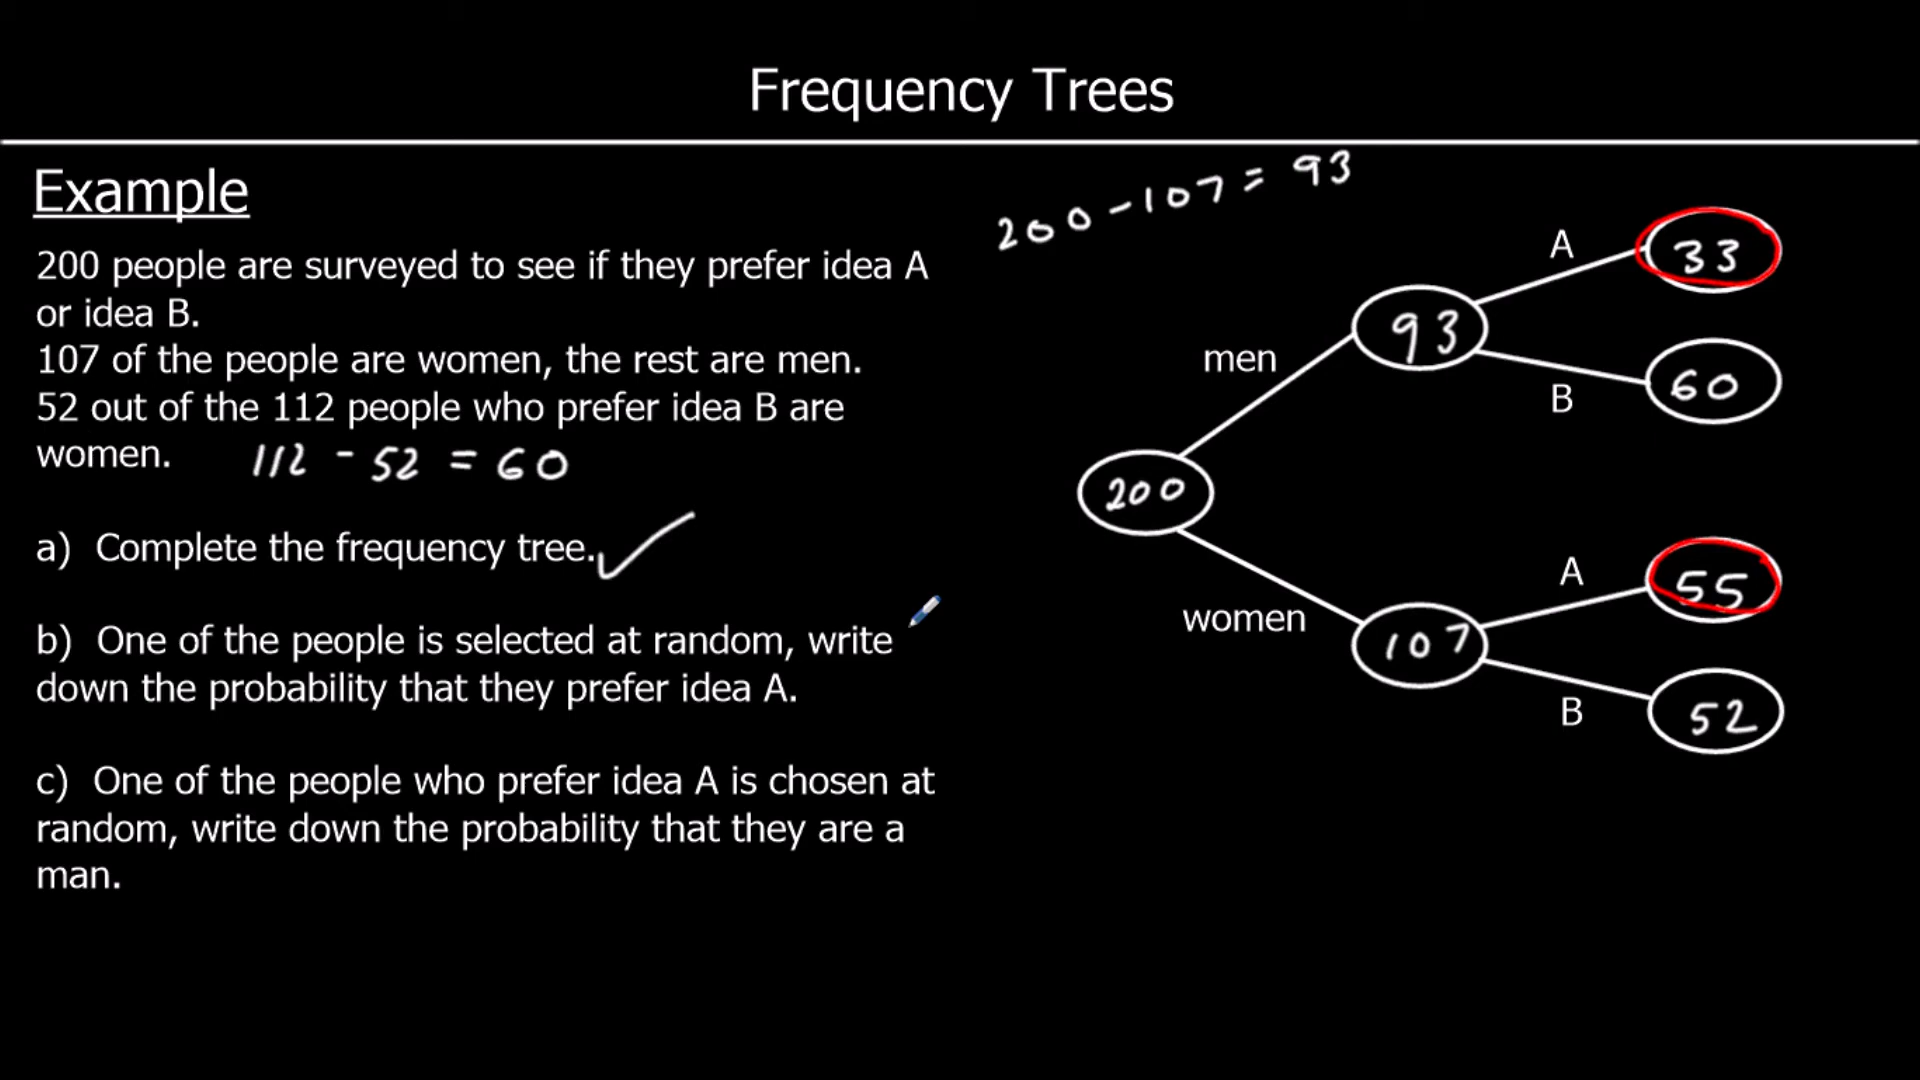 Frequency Trees
Example
200 people are surveyed to see if they prefer idea A
or idea B.
107 of the people are women, the rest are men.
52 out of the 112 people who prefer idea B are
women. 112 - 52 = 60
a) Complete the frequency tree.
b) One of the people is selected at random, write
down the probability that they prefer idea A.
c) One of the people who prefer idea A is chosen at
random, write down the probability that they are a
man.
200 - 107 = 93
A
33
93
men
B
60
200
A
55
women
107
B
52